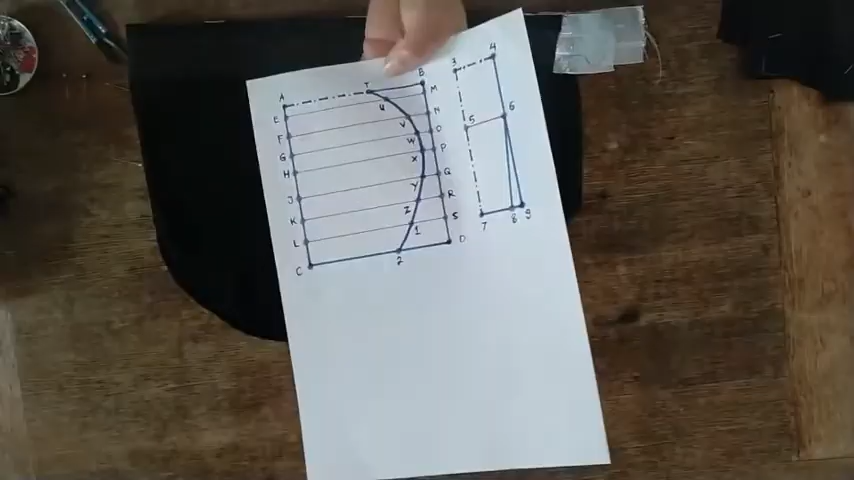 A T B
3 4
E U M
F V N
W O
G X P
5 6
H Y Q
J Z R
K 1 S
L D
C 2
7 8 9